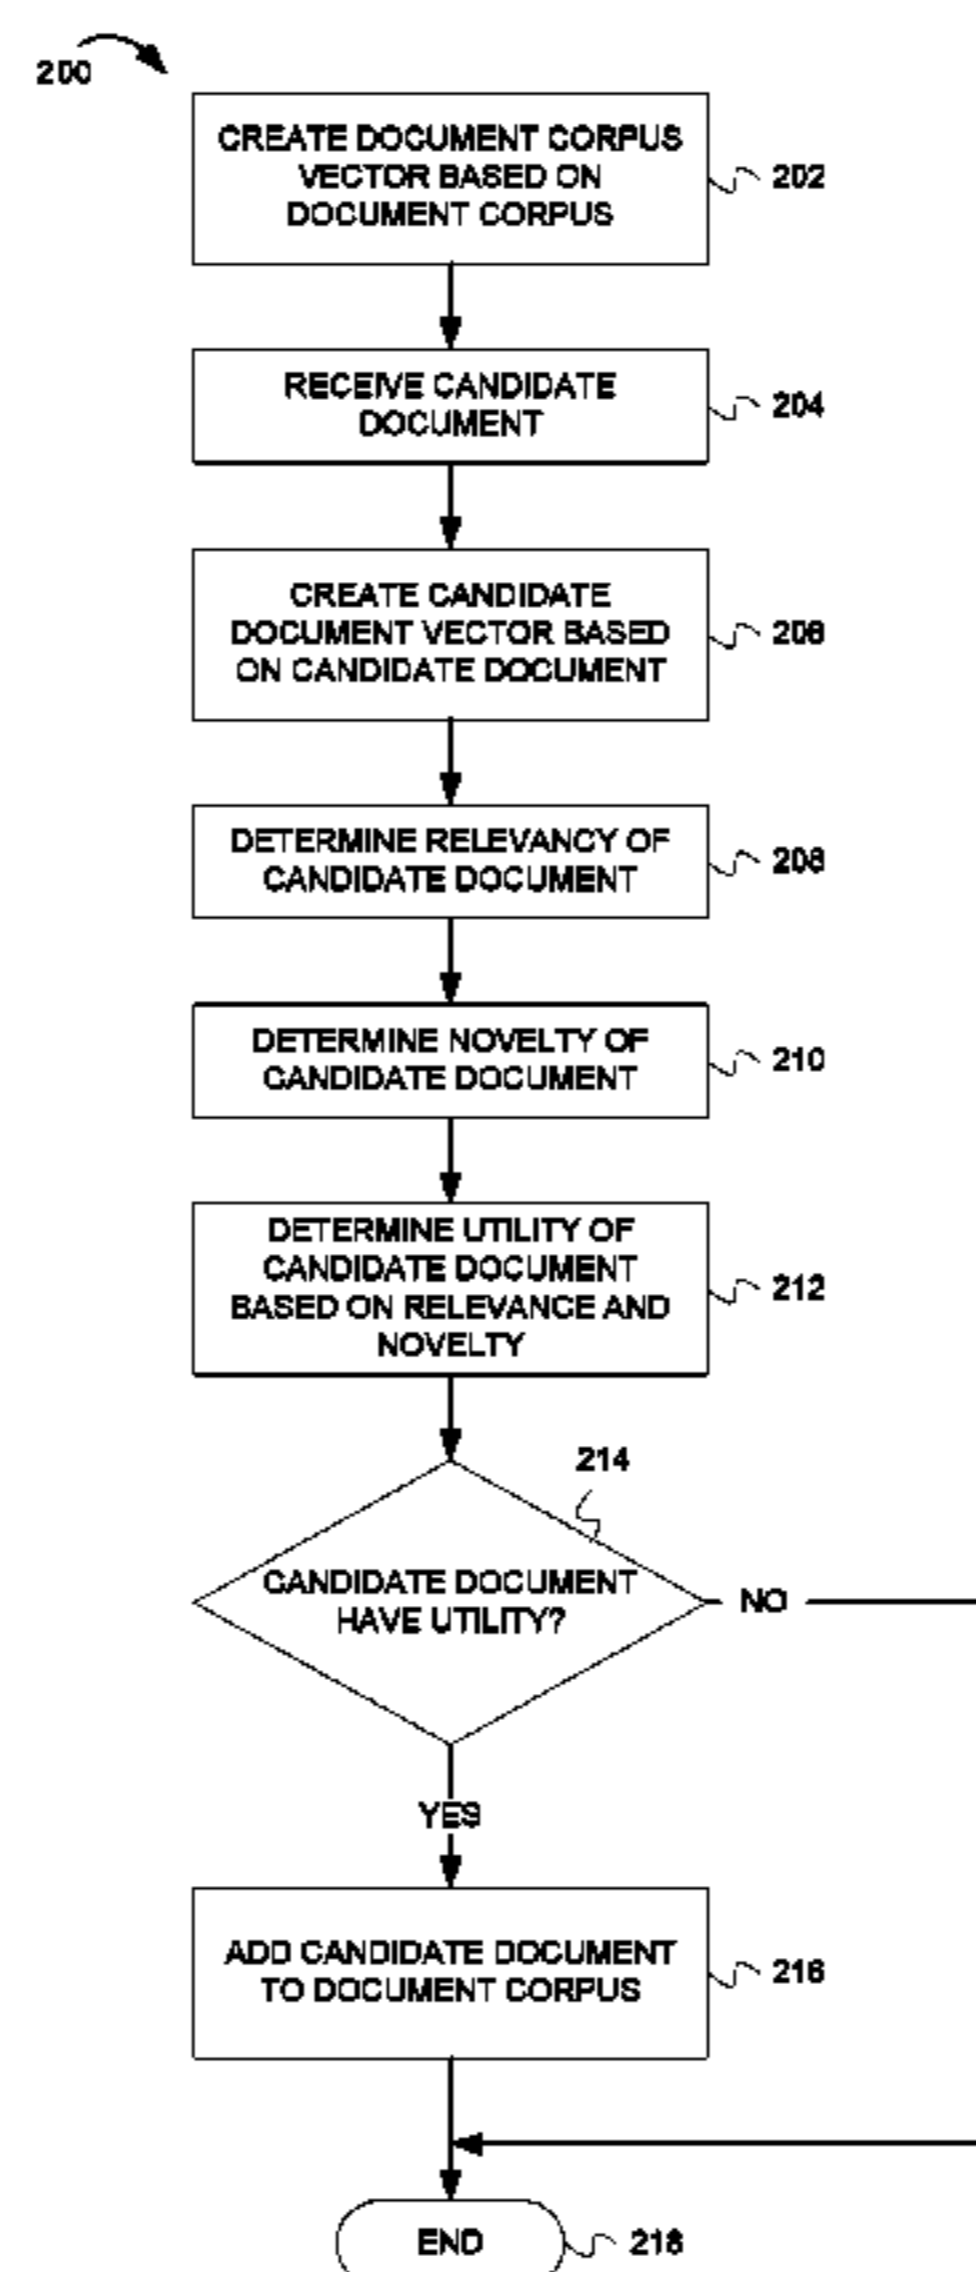 200
CREATE DOCUMENT CORPUS
VECTOR BASED ON
DOCUMENT CORPUS
202
RECEIVE CANDIDATE
DOCUMENT
204
CREATE CANDIDATE
DOCUMENT VECTOR BASED
ON CANDIDATE DOCUMENT
206
DETERMINE RELEVANCY OF
CANDIDATE DOCUMENT
208
DETERMINE NOVELTY OF
CANDIDATE DOCUMENT
210
DETERMINE UTILITY OF
CANDIDATE DOCUMENT
BASED ON RELEVANCE AND
NOVELTY
212
214
CANDIDATE DOCUMENT
HAVE UTILITY?
NO
YES
ADD CANDIDATE DOCUMENT
TO DOCUMENT CORPUS
216
END
218